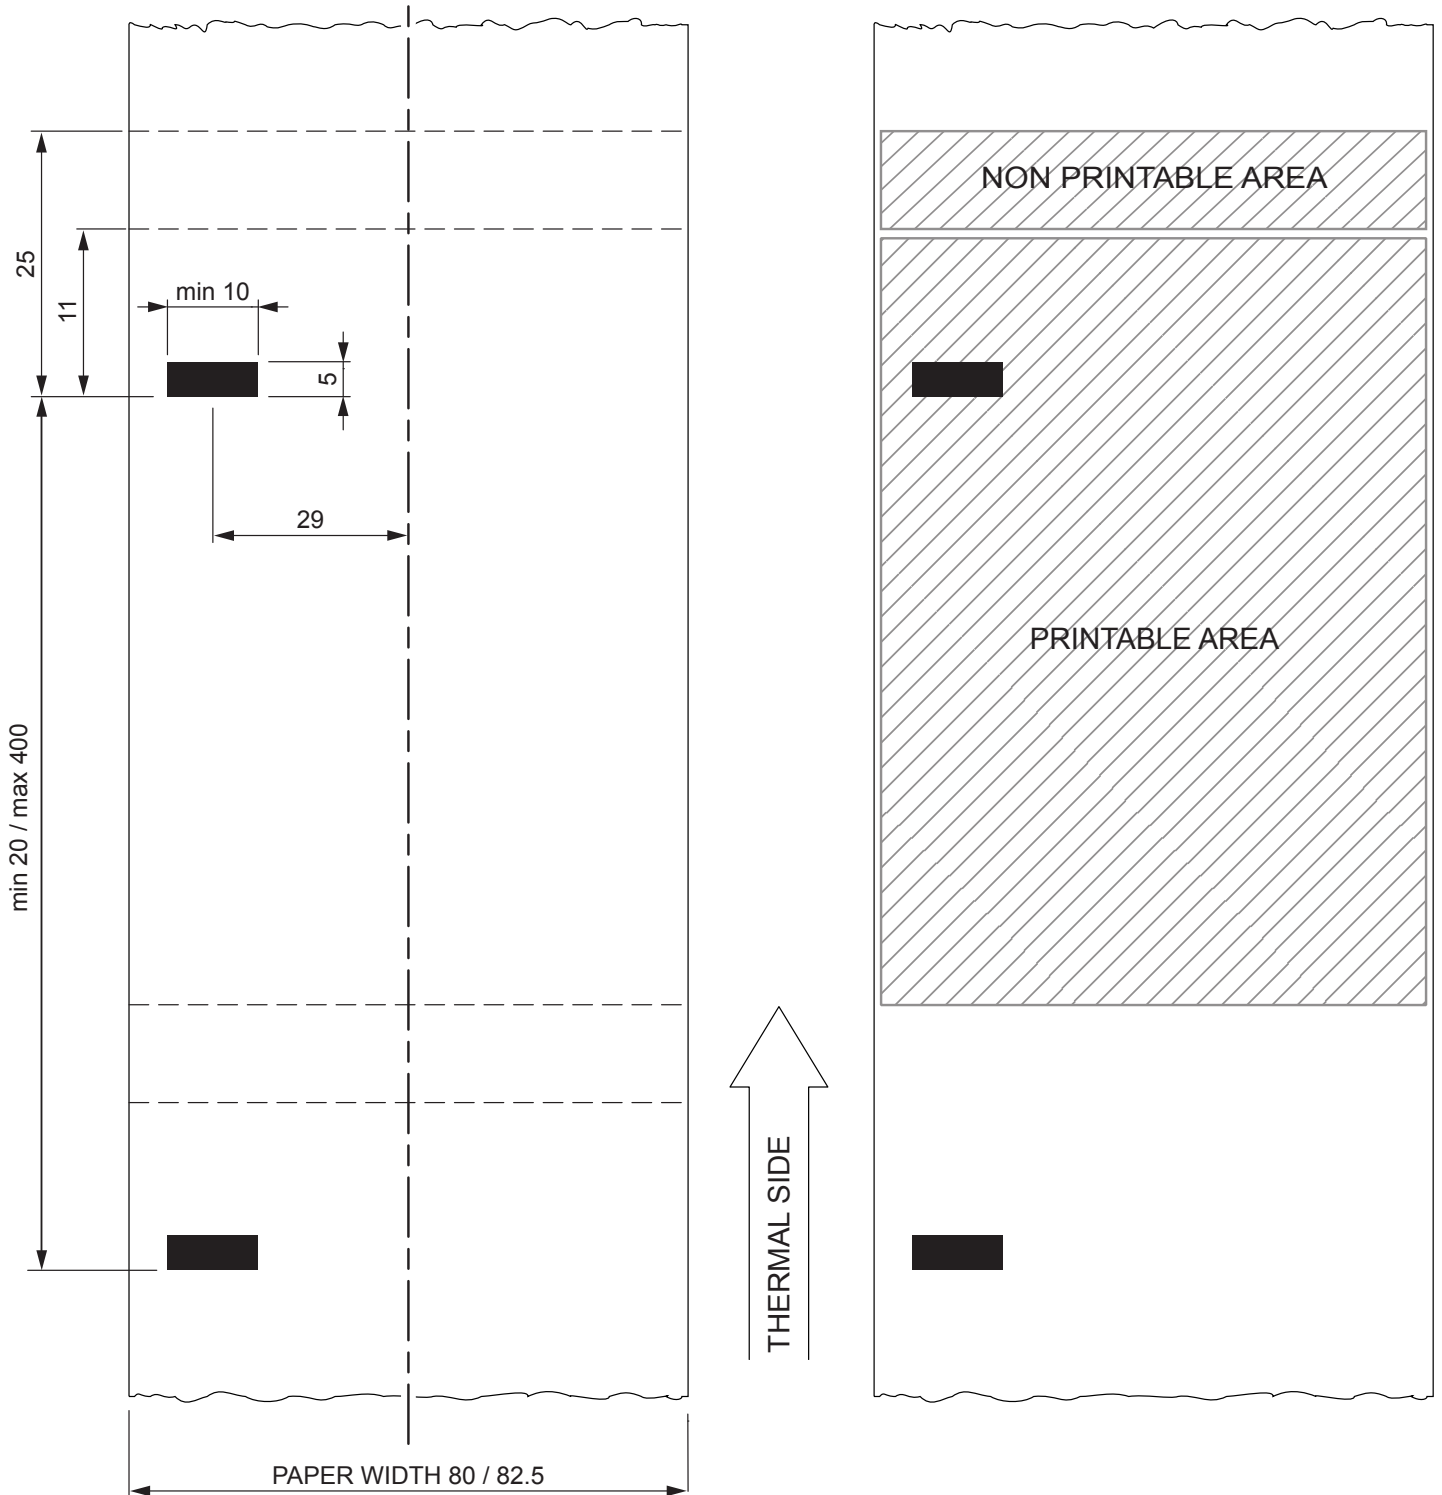 NON PRINTABLE AREA
25
11
min 10
5
29
PRINTABLE AREA
min 20 / max 400
THERMAL SIDE
PAPER WIDTH 80 / 82.5